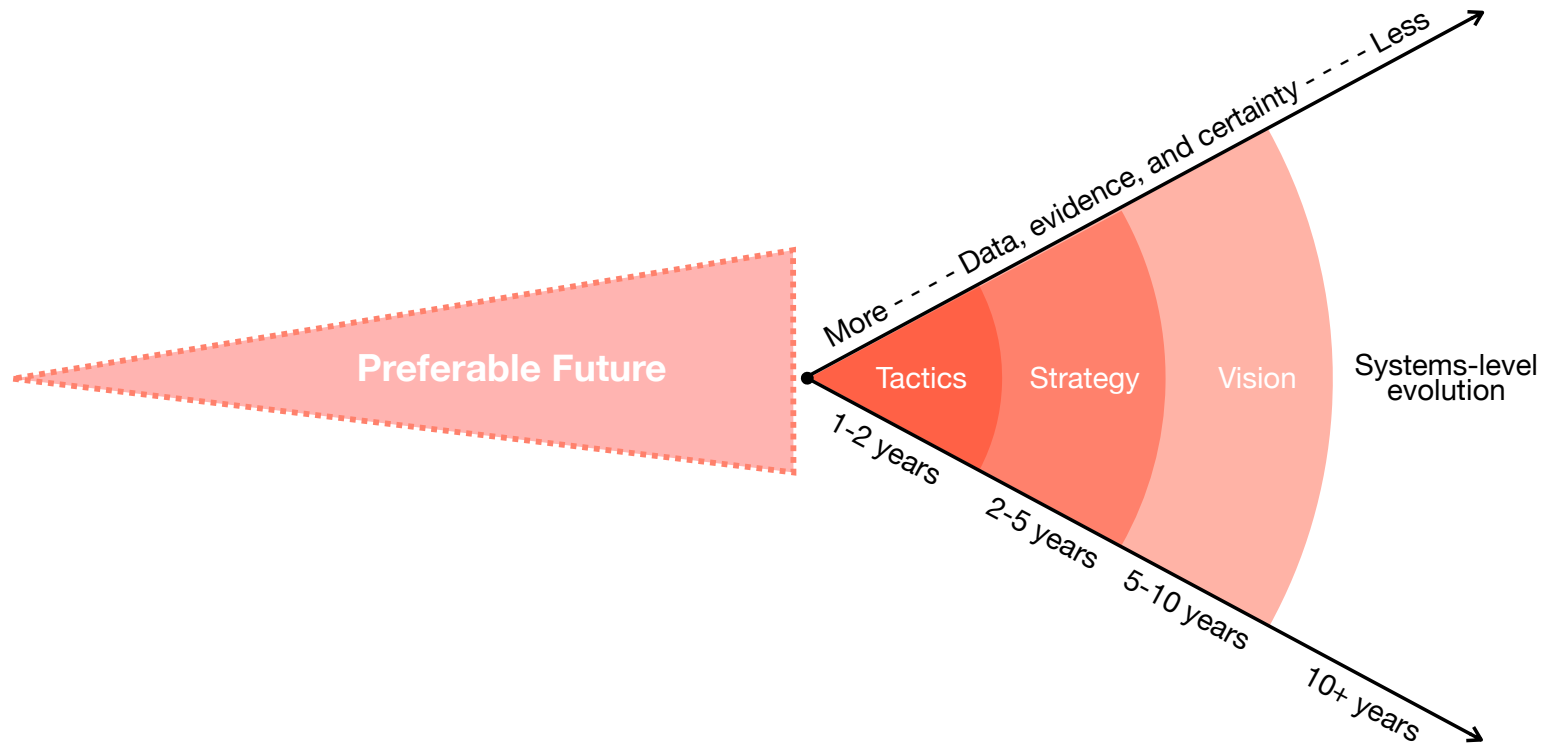 Preferable Future
More ----- Data, evidence, and certainty ----- Less
Tactics
Strategy
Vision
Systems-level
evolution
1-2 years
2-5 years
5-10 years
10+ years